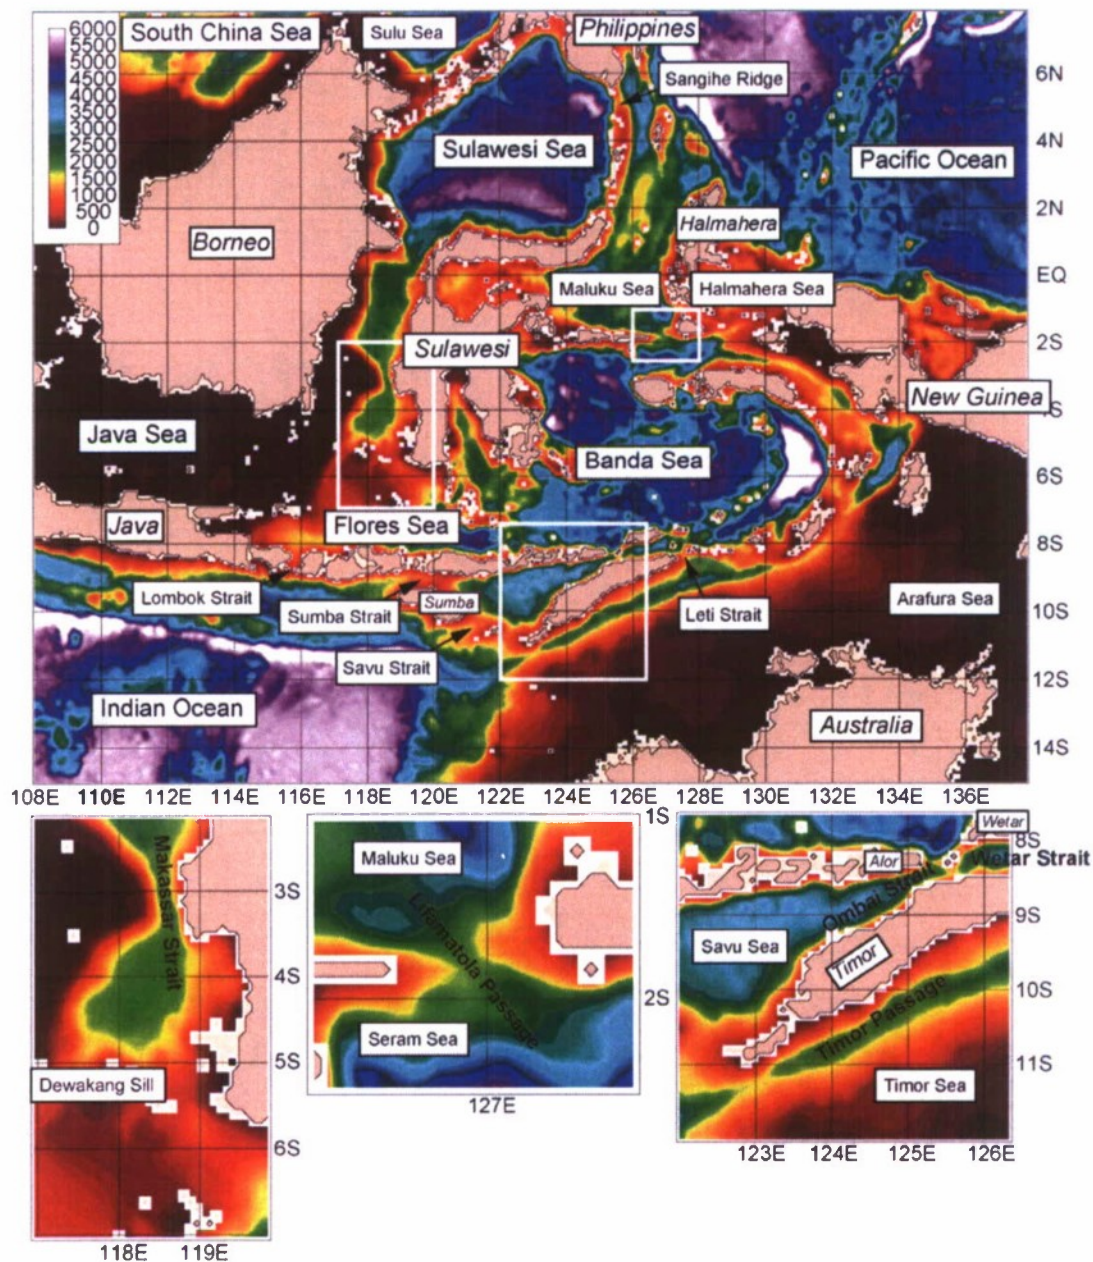 6000
5000
4500
4000
3500
3000
2500
2000
1500
1000
500
0
South China Sea
Sulu Sea
Philippines
Sangihe Ridge
6N
4N
2N
EQ
2S
S
6S
8S
10S
12S
14S
Sulawesi Sea
Pacific Ocean
Borneo
Halmahera
Maluku Sea
Halmahera Sea
Sulawesi
New Guinea
Java Sea
Banda Sea
Java
Flores Sea
Lombok Strait
Sumba Strait
Sumba
Leti Strait
Arafura Sea
Savu Strait
Indian Ocean
Australia
108E 110E 112E 114E 116E 118E 120E 122E 124E 126E 128E 130E 132E 134E 136E
Makassar Strait
3S
4S
5S
6S
Dewakang Sill
118E 119E
1S
Maluku Sea
Lifamatola Passage
2S
Seram Sea
127E
Wetar
8S
Alor
Wetar Strait
Ombai Strait
9S
Savu Sea
Timor
10S
Timor Passage
11S
Timor Sea
123E 124E 125E 126E